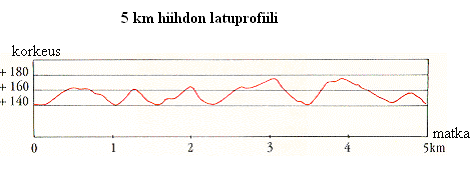 5 km hiihdon latuprofiili
korkeus
+ 180
+ 160
+ 140
matka
0 1 2 3 4 5km